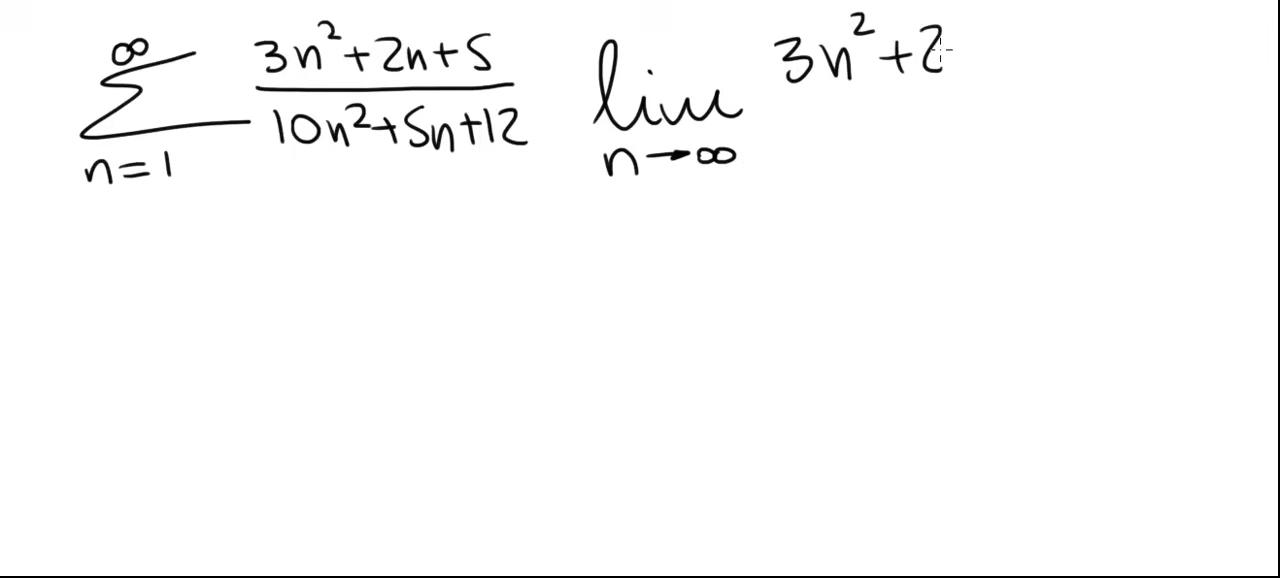 ∞
∑ 3n²+2n+5 / 10n²+5n+12 lim 3n²+2
n=1 n→∞